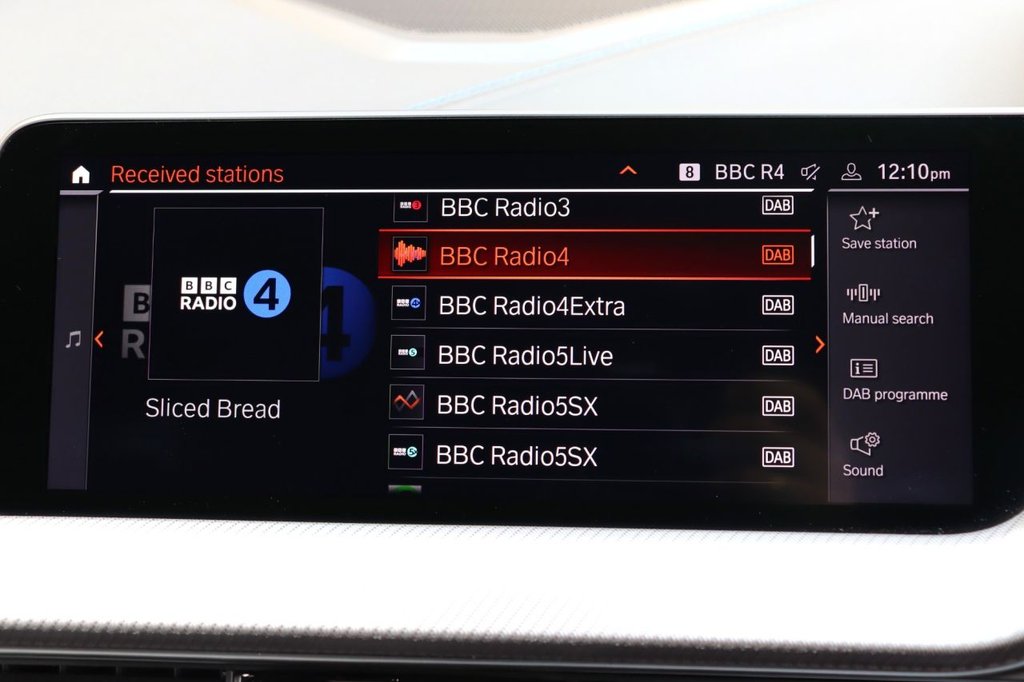 Received stations
8 BBC R4
12:10pm
BBC
RADIO 4
B
R
4
Sliced Bread
BBC Radio3 DAB
BBC Radio4 DAB
BBC Radio4Extra DAB
BBC Radio5Live DAB
BBC Radio5SX DAB
BBC Radio5SX DAB
Save station
Manual search
DAB programme
Sound